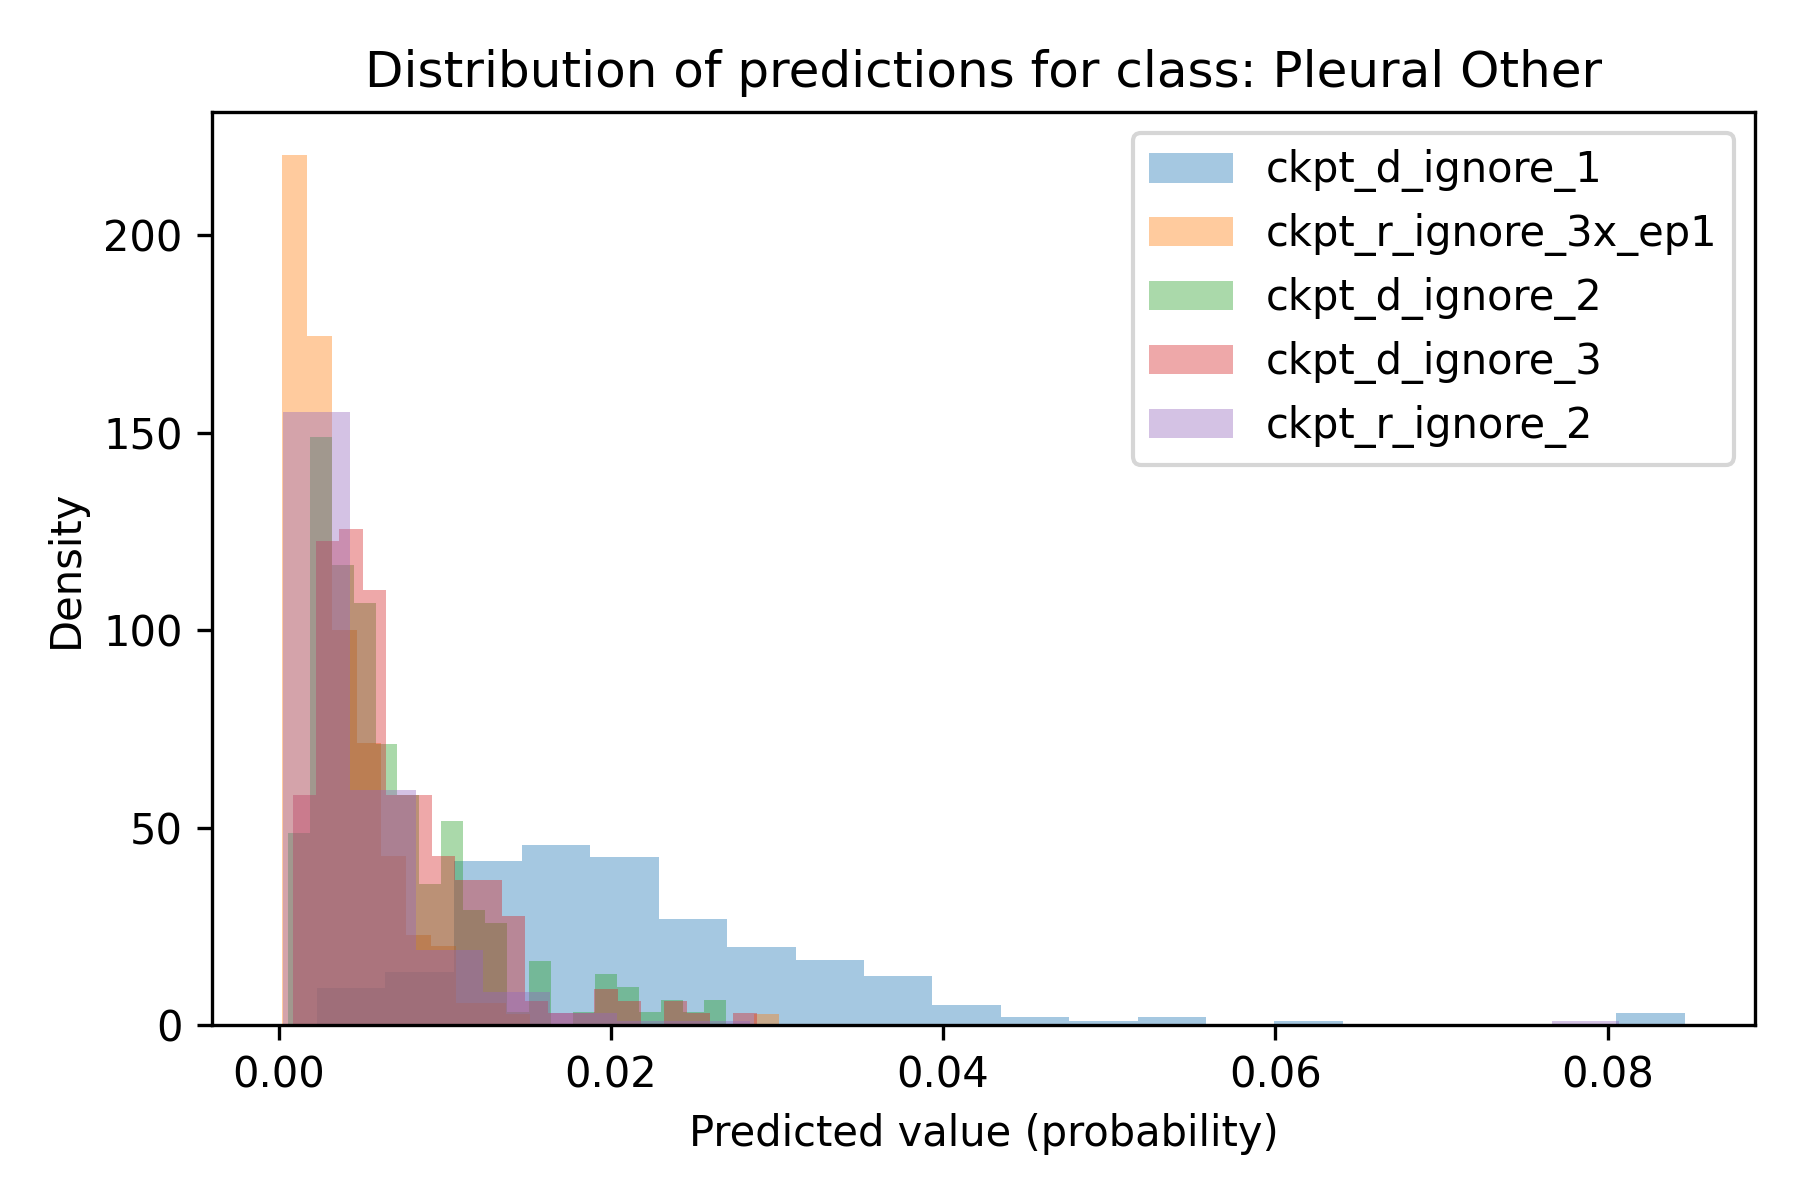 Distribution of predictions for class: Pleural Other
ckpt_d_ignore_1
ckpt_r_ignore_3x_ep1
ckpt_d_ignore_2
ckpt_d_ignore_3
ckpt_r_ignore_2
Density
200
150
100
50
0
0.00 0.02 0.04 0.06 0.08
Predicted value (probability)